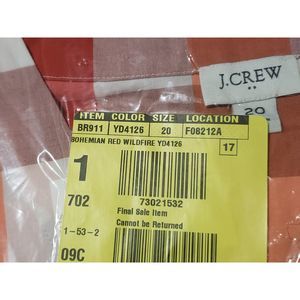 J.CREW
20
ITEM COLOR SIZE LOCATION
BR911 YD4126 20 F08212A
BOHEMIAN RED WILDFIRE YD4126
17
1
702
73021532
Final Sale Item
Cannot be Returned
1-53-2
09C